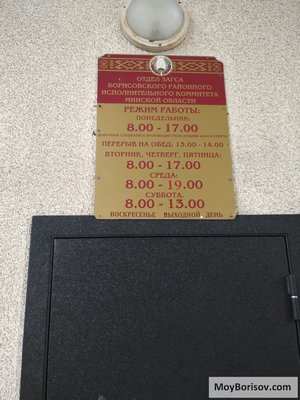 ОТДЕЛ ЗАГСА
БОРИСОВСКОГО РАЙОННОГО
ИСПОЛНИТЕЛЬНОГО КОМИТЕТА
МИНСКОЙ ОБЛАСТИ
РЕЖИМ РАБОТЫ:
ПОНЕДЕЛЬНИК:
8.00 - 17.00
ПЕРЕРЫВ НА ОБЕД: 13.00 - 14.00
ВТОРНИК, ЧЕТВЕРГ, ПЯТНИЦА:
8.00 - 17.00
СРЕДА:
8.00 - 19.00
СУББОТА:
8.00 - 13.00
ВОСКРЕСЕНЬЕ ВЫХОДНОЙ ДЕНЬ
MoyBorisov.com